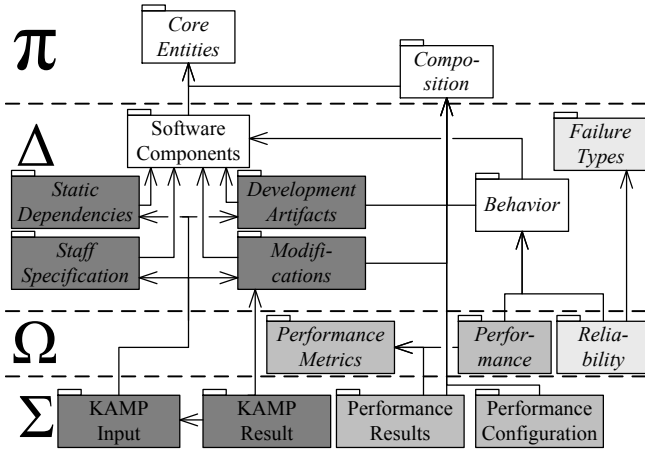 π
Core
Entities
Compo-
sition
Δ
Software
Components
Failure
Types
Static
Dependencies
Development
Artifacts
Behavior
Staff
Specification
Modifi-
cations
Ω
Performance
Metrics
Perfor-
mance
Relia-
bility
Σ
KAMP
Input
KAMP
Result
Performance
Results
Performance
Configuration